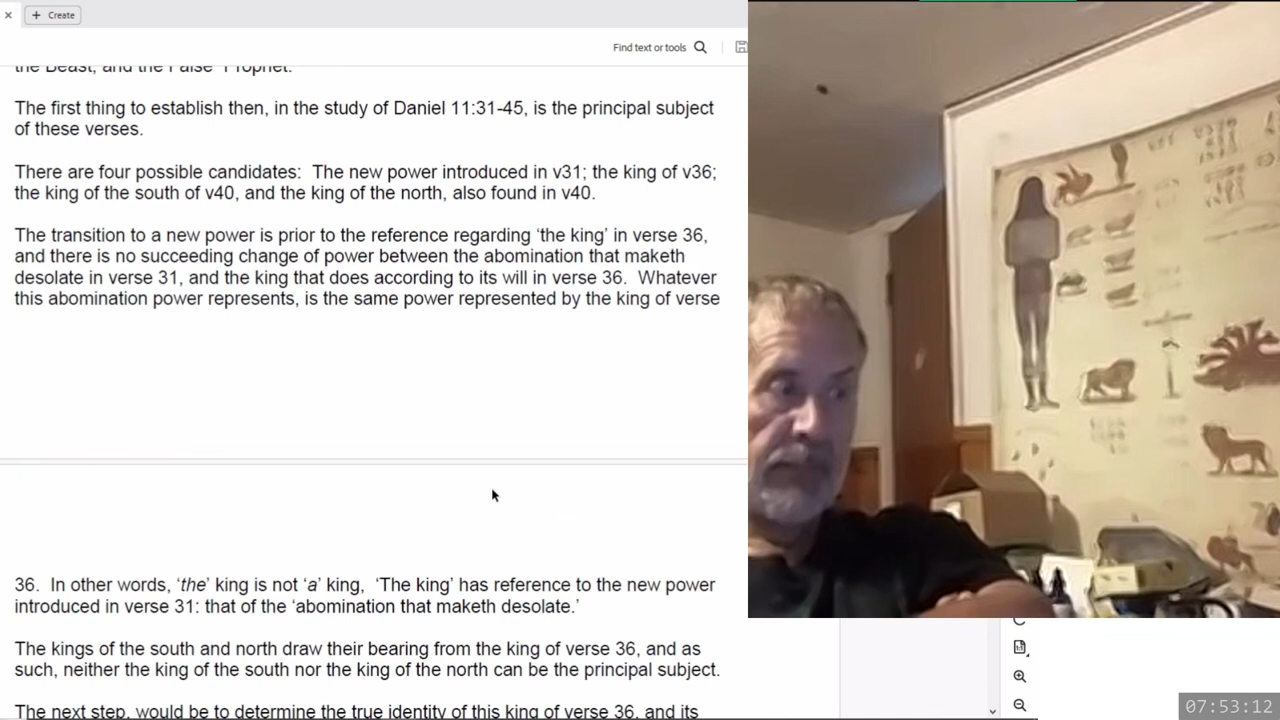 Create
Find text or tools
the Beast, and the False Prophet.
The first thing to establish then, in the study of Daniel 11:31-45, is the principal subject
of these verses.
There are four possible candidates:  The new power introduced in v31; the king of v36;
the king of the south of v40, and the king of the north, also found in v40.
The transition to a new power is prior to the reference regarding ‘the king’ in verse 36,
and there is no succeeding change of power between the abomination that maketh
desolate in verse 31, and the king that does according to its will in verse 36.  Whatever
this abomination power represents, is the same power represented by the king of verse
36.  In other words, ‘the’ king is not ‘a’ king,  ‘The king’ has reference to the new power
introduced in verse 31: that of the ‘abomination that maketh desolate.’
The kings of the south and north draw their bearing from the king of verse 36, and as
such, neither the king of the south nor the king of the north can be the principal subject.
The next step, would be to determine the true identity of this king of verse 36, and its
07:53:12